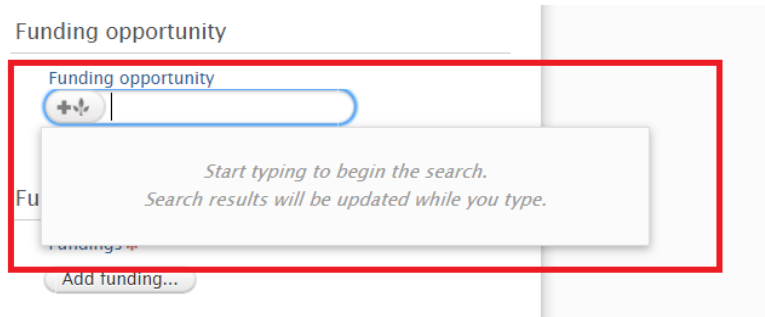 Funding opportunity
Funding opportunity
Start typing to begin the search.
Search results will be updated while you type.
Fu
Fundings *
Add funding...